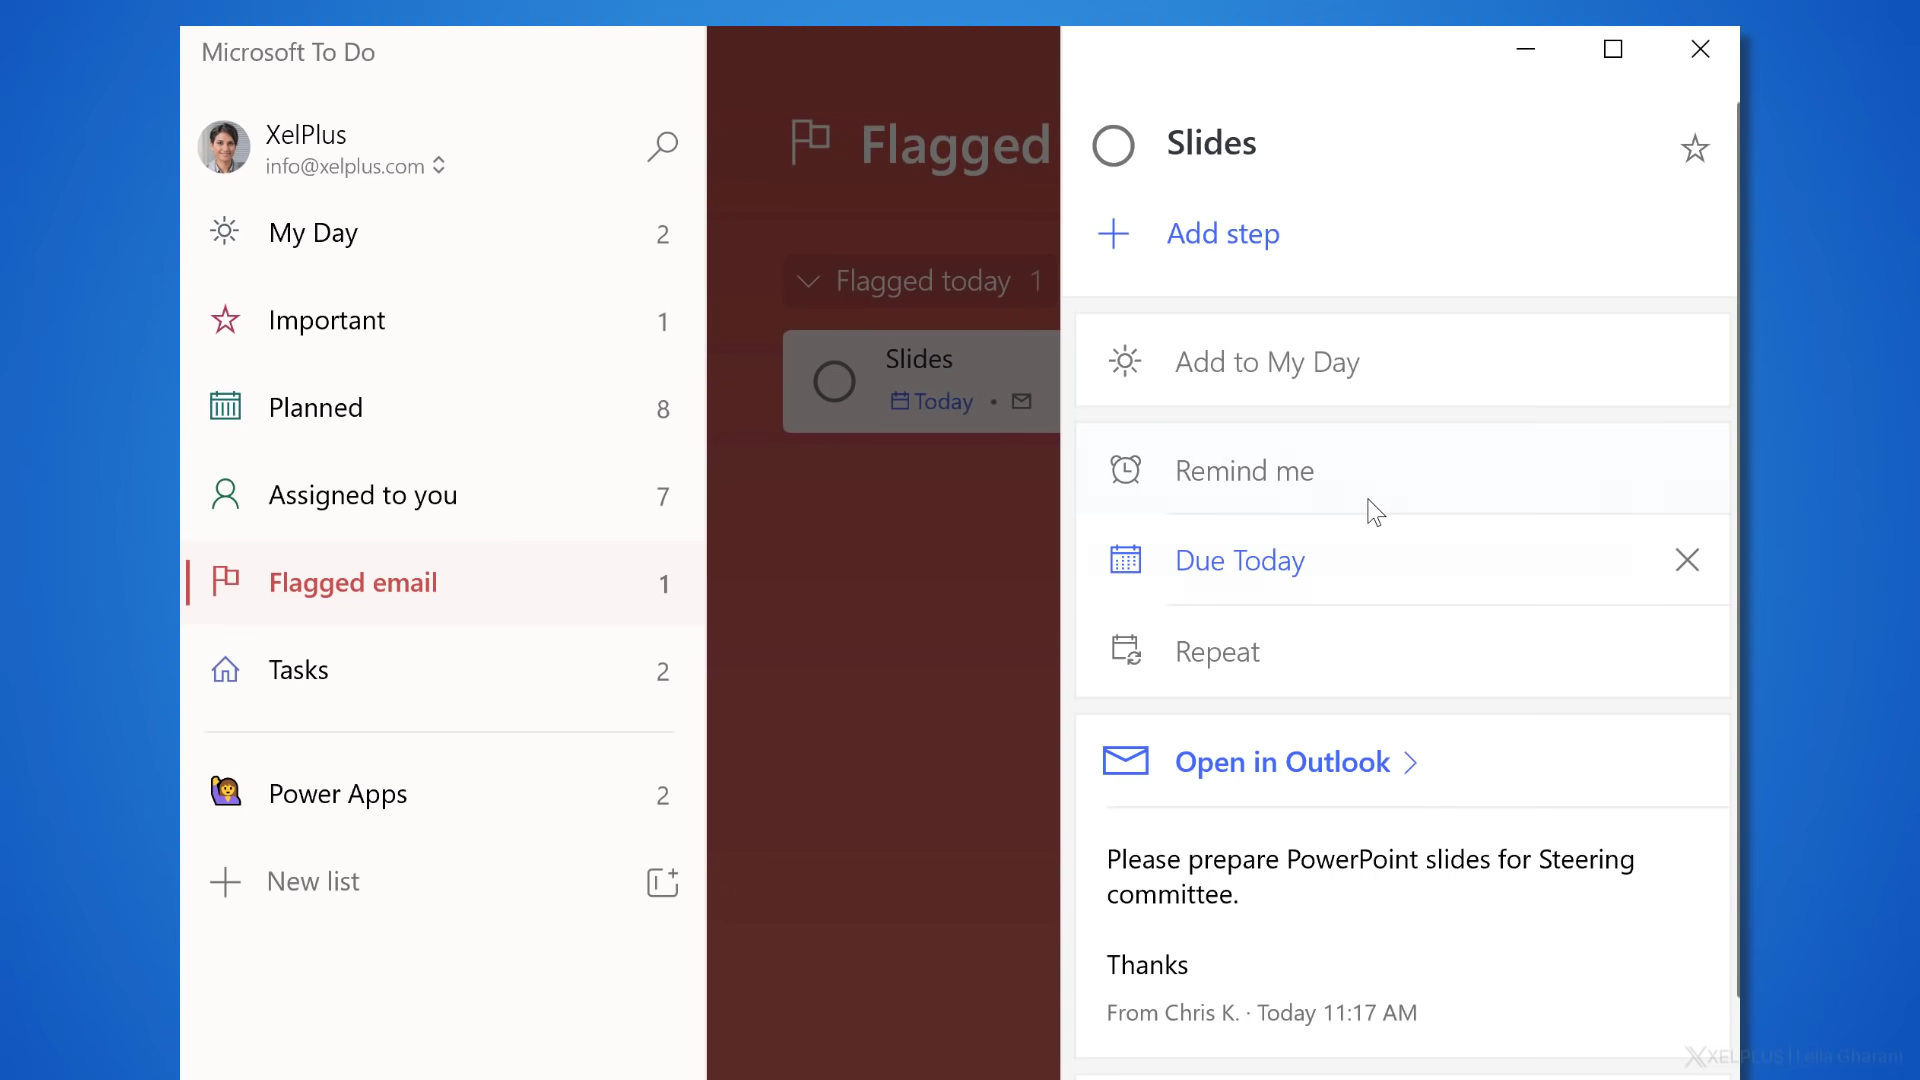 Microsoft To Do
XelPlus
info@xelplus.com
My Day 2
Important 1
Planned 8
Assigned to you 7
Flagged email 1
Tasks 2
Power Apps 2
New list
Flagged
Flagged today 1
Slides
Today
Slides
Add step
Add to My Day
Remind me
Due Today
Repeat
Open in Outlook
Please prepare PowerPoint slides for Steering
committee.
Thanks
From Chris K. · Today 11:17 AM
XELPLUS | Leila Gharani